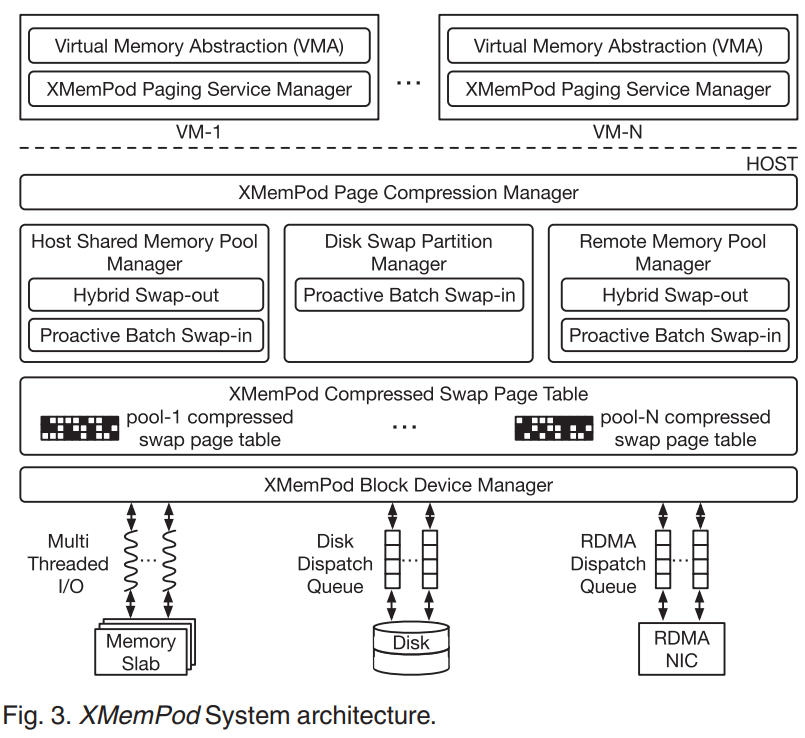 Virtual Memory Abstraction (VMA)
XMemPod Paging Service Manager
VM-1
...
Virtual Memory Abstraction (VMA)
XMemPod Paging Service Manager
VM-N
HOST
XMemPod Page Compression Manager
Host Shared Memory Pool
Manager
Hybrid Swap-out
Proactive Batch Swap-in
Disk Swap Partition
Manager
Proactive Batch Swap-in
Remote Memory Pool
Manager
Hybrid Swap-out
Proactive Batch Swap-in
XMemPod Compressed Swap Page Table
pool-1 compressed
swap page table
...
pool-N compressed
swap page table
XMemPod Block Device Manager
Multi
Threaded
I/O
...
Memory
Slab
Disk
Dispatch
Queue
...
Disk
RDMA
Dispatch
Queue
...
RDMA
NIC
Fig. 3. XMemPod System architecture.